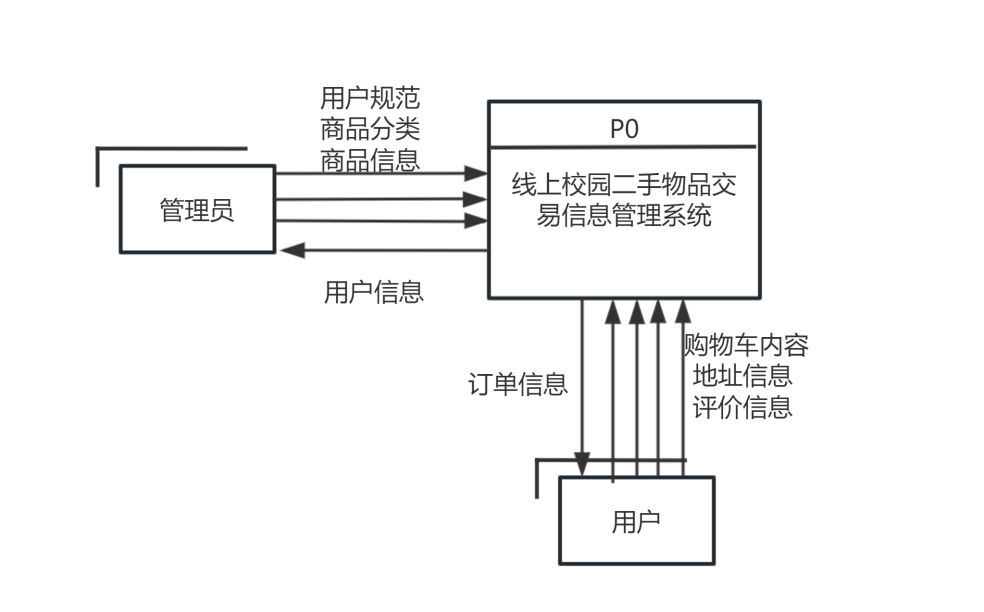 用户规范
商品分类
商品信息
P0
线上校园二手物品交
易信息管理系统
管理员
用户信息
购物车内容
地址信息
评价信息
订单信息
用户